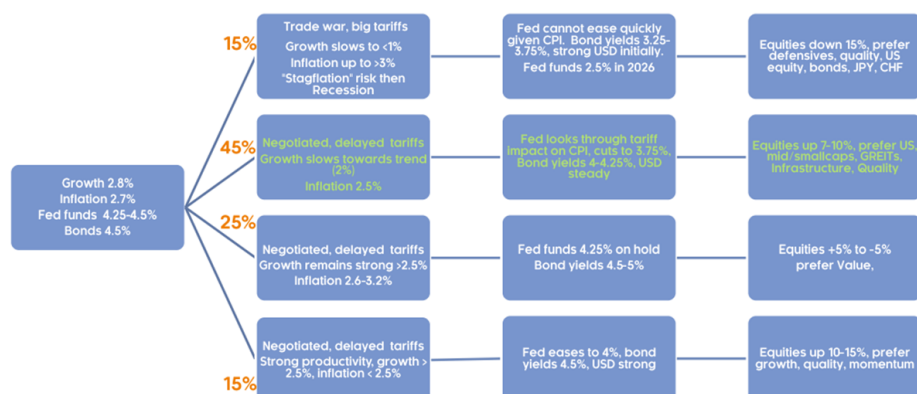 Growth 2.8%
Inflation 2.7%
Fed funds 4.25-4.5%
Bonds 4.5%
15%
Trade war, big tariffs
Growth slows to <1%
Inflation up to >3%
"Stagflation" risk then
Recession
Fed cannot ease quickly
given CPI. Bond yields 3.25-
3.75%, strong USD initially.
Fed funds 2.5% in 2026
Equities down 15%, prefer
defensives, quality, US
equity, bonds, JPY, CHF
45%
Negotiated, delayed tariffs
Growth slows towards trend
(2%)
Inflation 2.5%
Fed looks through tariff
impact on CPI, cuts to 3.75%,
Bond yields 4-4.25%, USD
steady
Equities up 7-10%, prefer US,
mid/smallcaps, GREITs,
Infrastructure, Quality
25%
Negotiated, delayed tariffs
Growth remains strong >2.5%
Inflation 2.6-3.2%
Fed funds 4.25% on hold
Bond yields 4.5-5%
Equities +5% to -5%
prefer Value,
15%
Negotiated, delayed tariffs
Strong productivity, growth >
2.5%, inflation < 2.5%
Fed eases to 4%, bond
yields 4.5%, USD strong
Equities up 10-15%, prefer
growth, quality, momentum